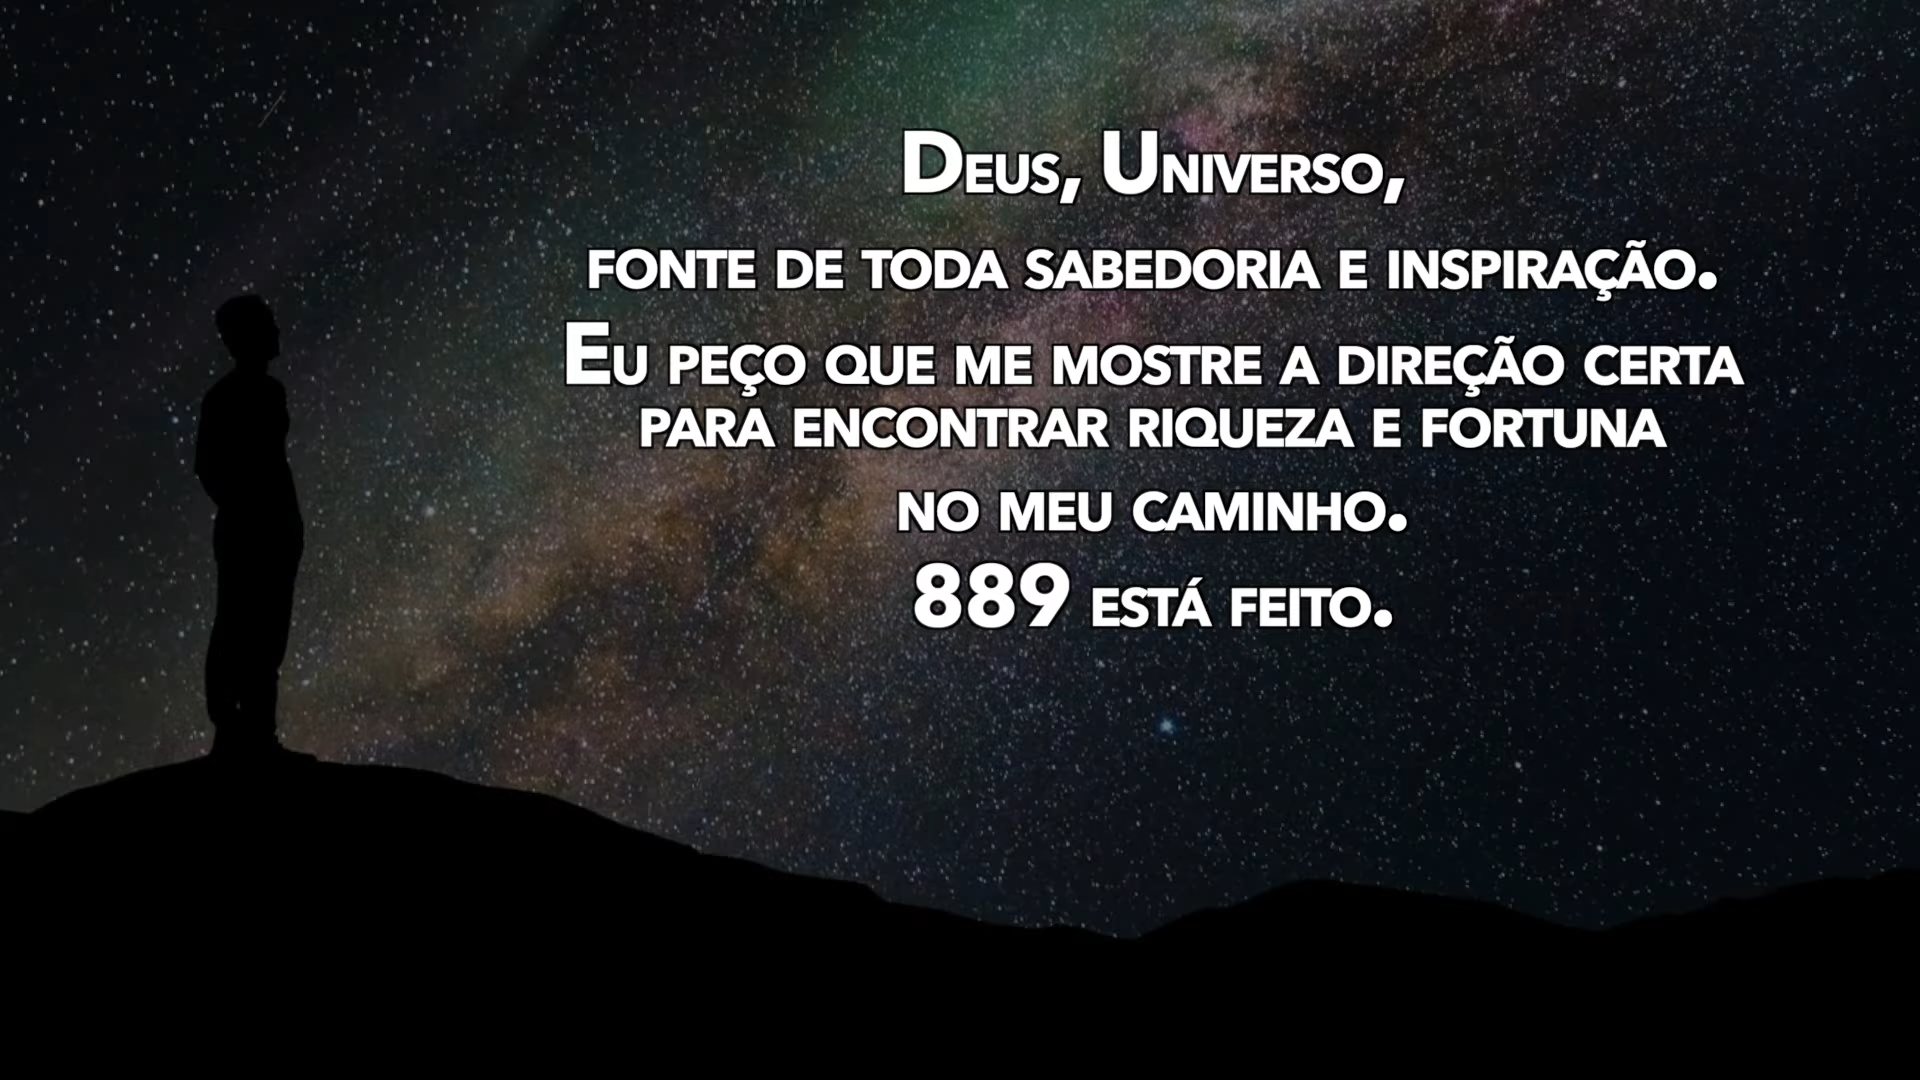 Deus, Universo,
fonte de toda sabedoria e inspiração.
Eu peço que me mostre a direção certa
para encontrar riqueza e fortuna
no meu caminho.
889 está feito.